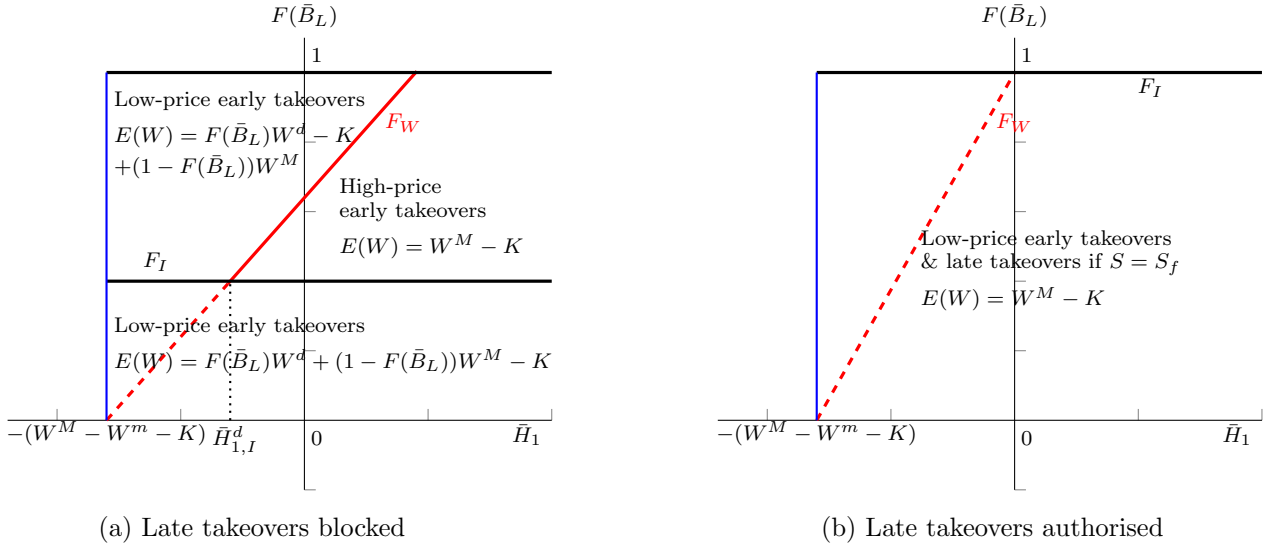 F(B̄_L)
1
Low-price early takeovers
E(W) = F(B̄_L)W^d − K
+(1 − F(B̄_L))W^M
F_W
High-price
early takeovers
E(W) = W^M − K
F_I
Low-price early takeovers
E(W) = F(B̄_L)W^d + (1 − F(B̄_L))W^M − K
−(W^M − W^m − K)
H̄^d_{1,I}
0
H̄_1
(a) Late takeovers blocked
F(B̄_L)
1
F_I
F_W
Low-price early takeovers
& late takeovers if S = S_f
E(W) = W^M − K
−(W^M − W^m − K)
0
H̄_1
(b) Late takeovers authorised